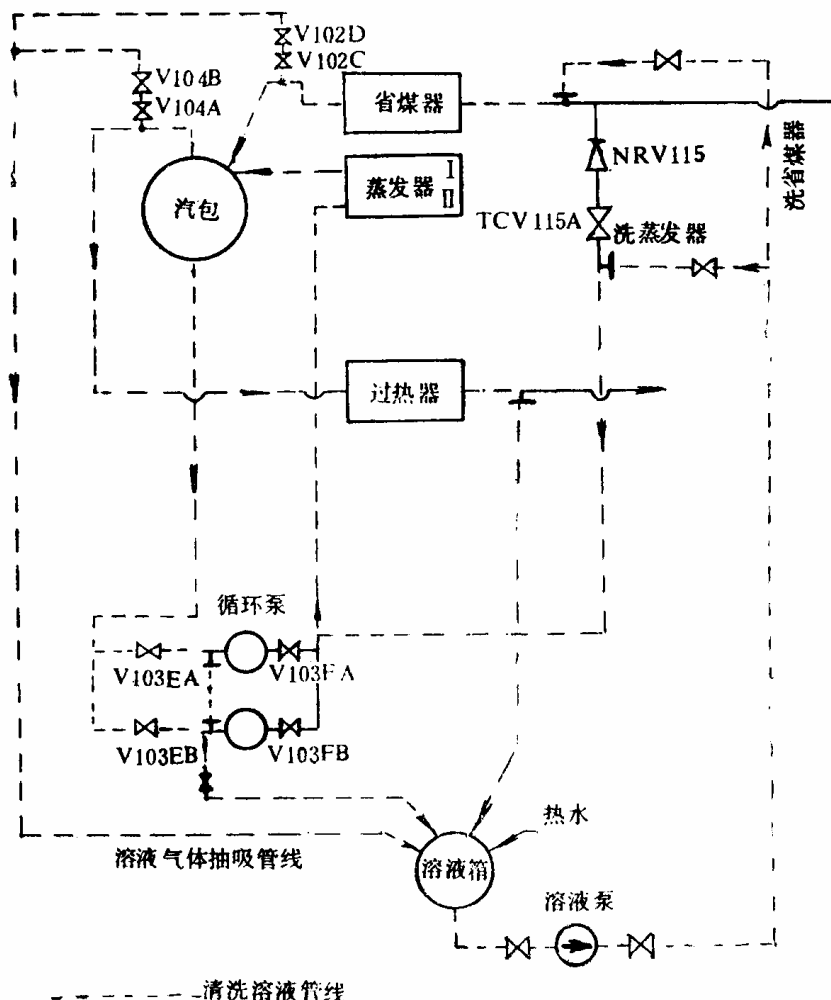 V102D
V102C
V104B
V104A
省煤器
NRV115
洗省煤器
蒸发器
I
II
汽包
TCV115A
洗蒸发器
过热器
循环泵
V103EA
V103FA
V103EB
V103FB
热水
溶液气体抽吸管线
溶液箱
溶液泵
清洗溶液管线